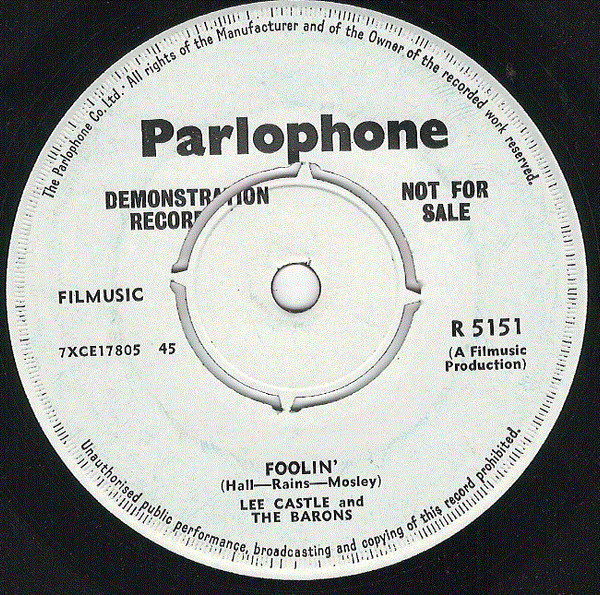 The Parlophone Co. Ltd. All rights of the Manufacturer and of the Owner of the recorded work reserved.
Parlophone
DEMONSTRATION RECORD
NOT FOR SALE
FILMUSIC
7XCE17805 45
R 5151
(A Filmusic
Production)
FOOLIN'
(Hall—Rains—Mosley)
LEE CASTLE and
THE BARONS
Unauthorised public performance, broadcasting and copying of this record prohibited.